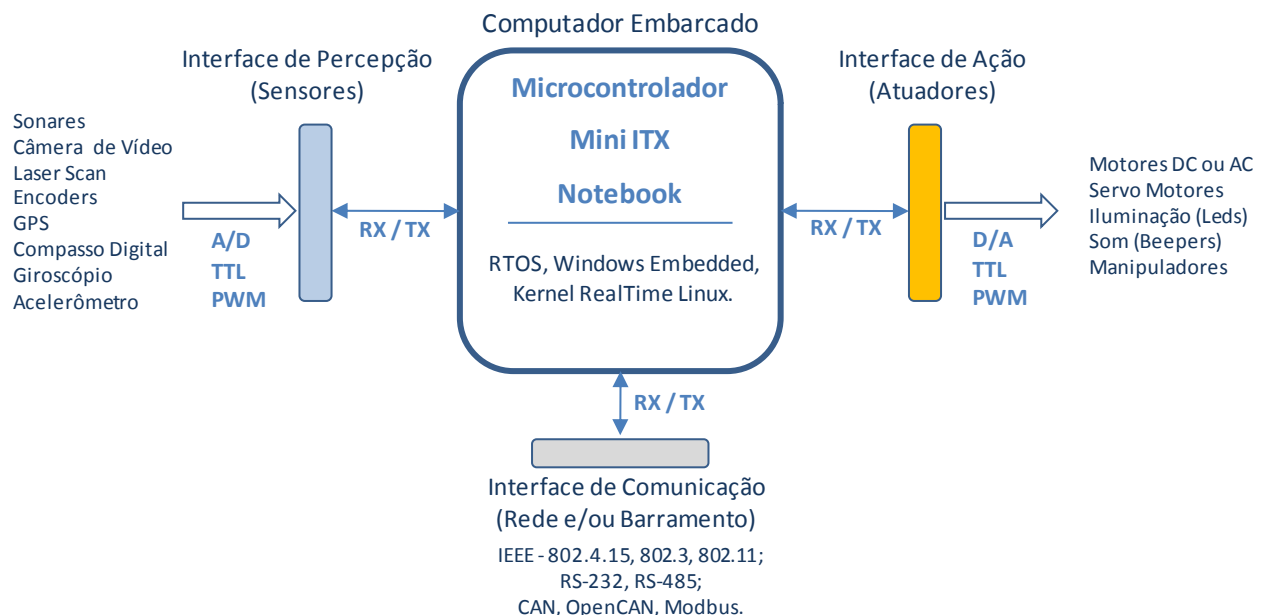 Computador Embarcado
Interface de Percepção
(Sensores)
Sonares
Câmera de Vídeo
Laser Scan
Encoders
GPS
Compasso Digital
Giroscópio
Acelerômetro
A/D
TTL
PWM
RX / TX
Microcontrolador
Mini ITX
Notebook
RTOS, Windows Embedded,
Kernel RealTime Linux.
RX / TX
Interface de Ação
(Atuadores)
D/A
TTL
PWM
Motores DC ou AC
Servo Motores
Iluminação (Leds)
Som (Beepers)
Manipuladores
RX / TX
Interface de Comunicação
(Rede e/ou Barramento)
IEEE - 802.4.15, 802.3, 802.11;
RS-232, RS-485;
CAN, OpenCAN, Modbus.